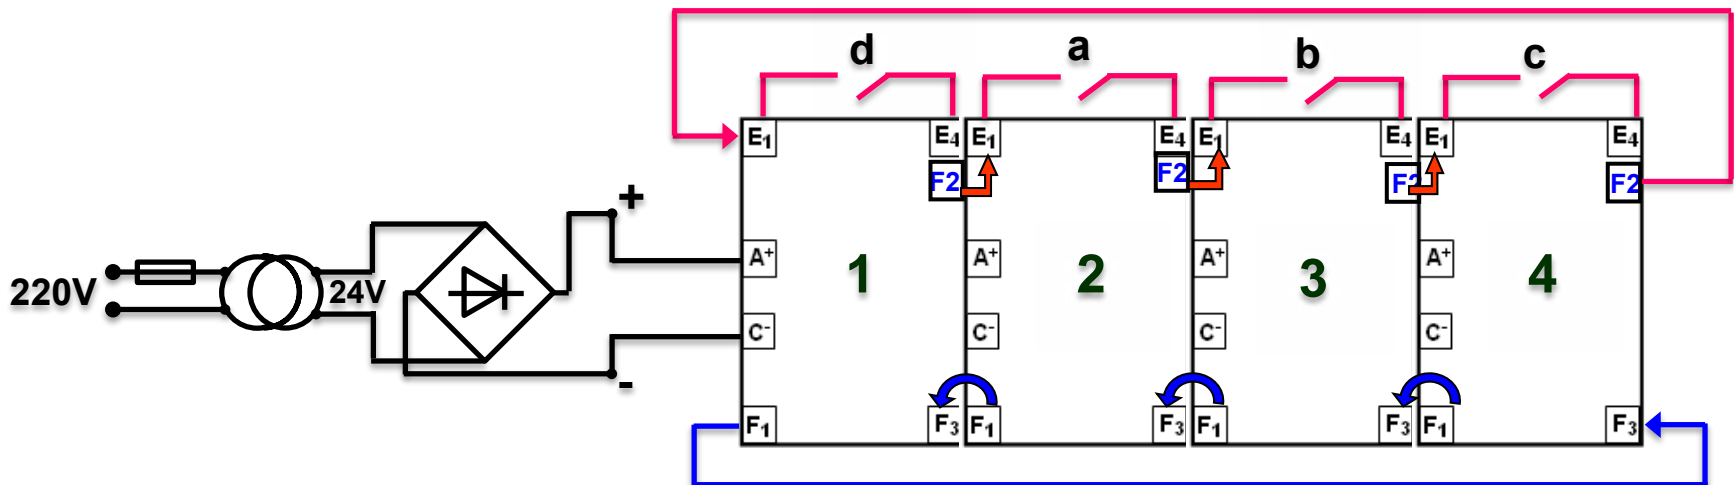 d a b c
E₁ E₄ E₁ E₄ E₁ E₄ E₁ E₄
F2 F2 F2 F2
+
A⁺ 1 A⁺ 2 A⁺ 3 A⁺ 4
220V 24V
C⁻ C⁻ C⁻ C⁻
-
F₁ F₃ F₁ F₃ F₁ F₃ F₁ F₃